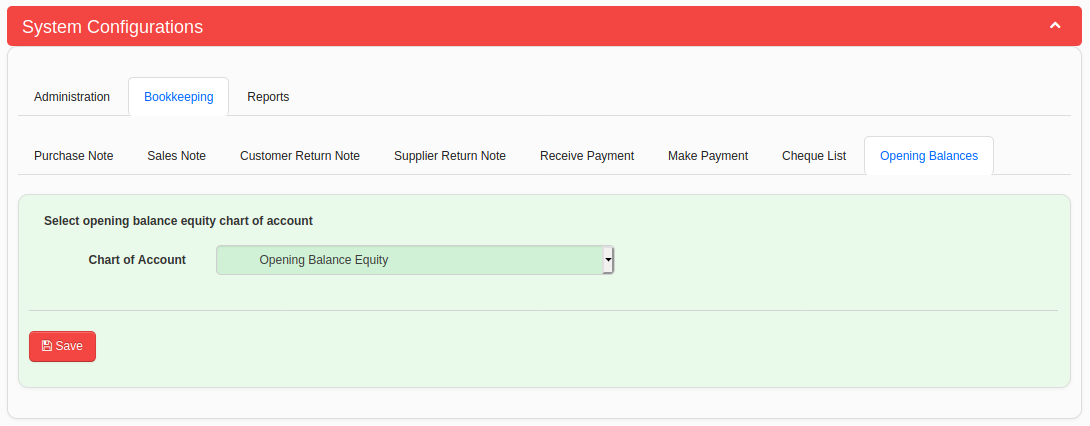 System Configurations
Administration Bookkeeping Reports
Purchase Note Sales Note Customer Return Note Supplier Return Note Receive Payment Make Payment Cheque List Opening Balances
Select opening balance equity chart of account
Chart of Account Opening Balance Equity
Save